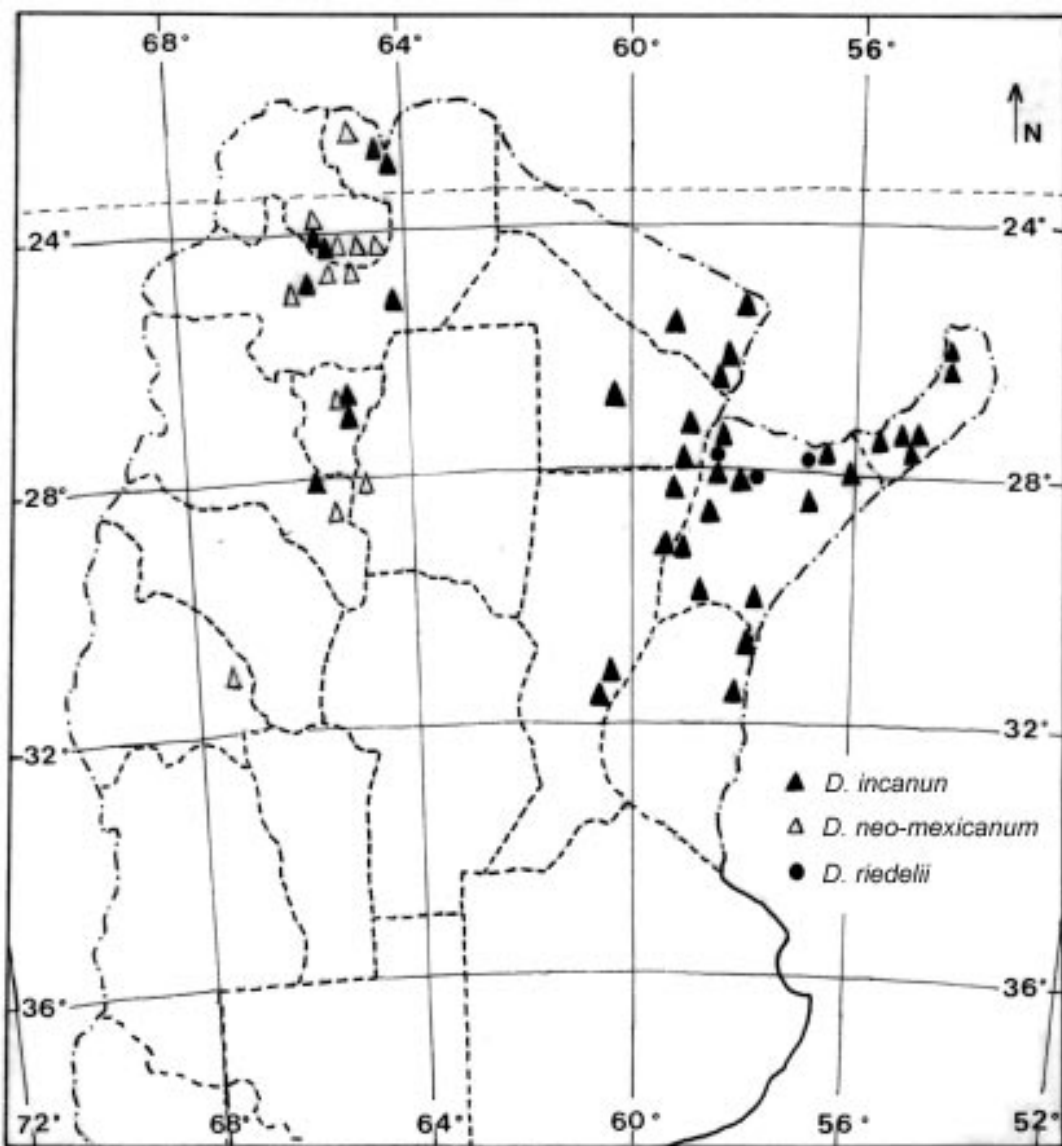 68° 64° 60° 56°
N
24° 24°
28° 28°
32° 32°
D. incanun
D. neo-mexicanum
D. riedelii
36° 36°
72° 68° 64° 60° 56° 52°